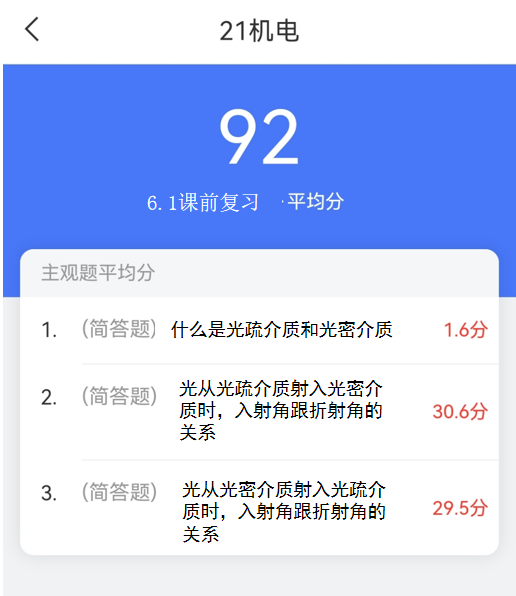 21机电
92
6.1课前复习 ·平均分
主观题平均分
1. (简答题) 什么是光疏介质和光密介质 1.6分
2. (简答题) 光从光疏介质射入光密介
质时，入射角跟折射角的 30.6分
关系
3. (简答题) 光从光密介质射入光疏介
质时，入射角跟折射角的 29.5分
关系